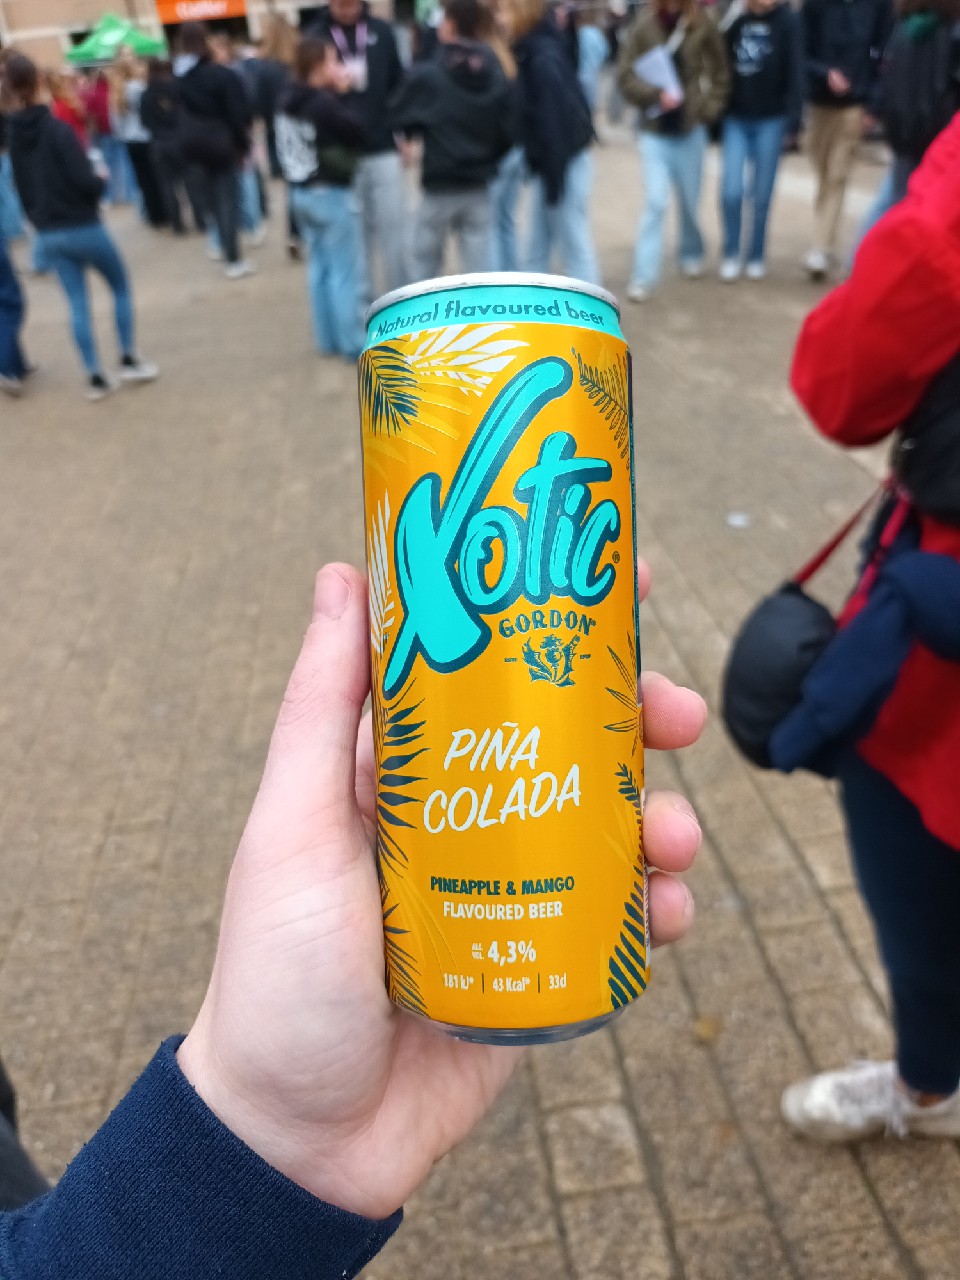 Natural flavoured beer
Xotic®
GORDON®
PIÑA
COLADA
PINEAPPLE & MANGO
FLAVOURED BEER
ALC.
VOL. 4,3%
181 kJ* | 43 Kcal* | 33cl